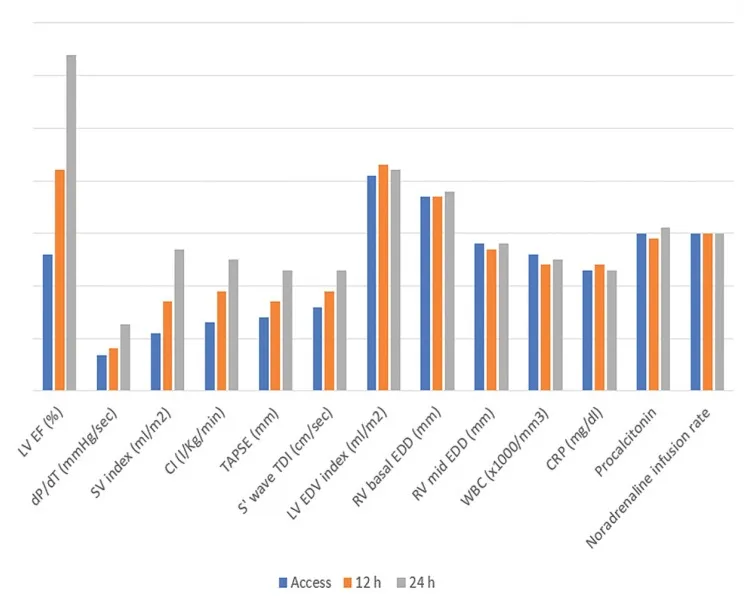 LV EF (%)
dP/dT (mmHg/sec)
SV index (ml/m2)
CI (l/Kg/min)
TAPSE (mm)
S' wave TDI (cm/sec)
LV EDV index (ml/m2)
RV basal EDD (mm)
RV mid EDD (mm)
WBC (x1000/mm3)
CRP (mg/dl)
Procalcitonin
Noradrenaline infusion rate
Access 12 h 24 h